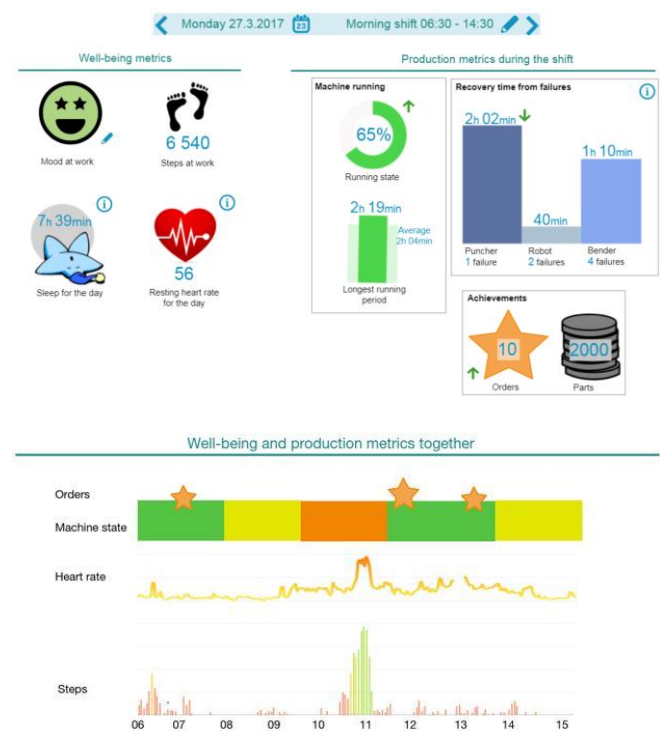 Monday 27.3.2017 23 Morning shift 06:30 - 14:30
Well-being metrics
Mood at work
6 540
Steps at work
7h 39min
Sleep for the day
56
Resting heart rate
for the day
Production metrics during the shift
Machine running
65%
Running state
2h 19min
Average
2h 04min
Longest running
period
Recovery time from failures
2h 02min
40min
1h 10min
Puncher
1 failure
Robot
2 failures
Bender
4 failures
Achievements
10
Orders
2000
Parts
Well-being and production metrics together
Orders
Machine state
Heart rate
Steps
06 07 08 09 10 11 12 13 14 15